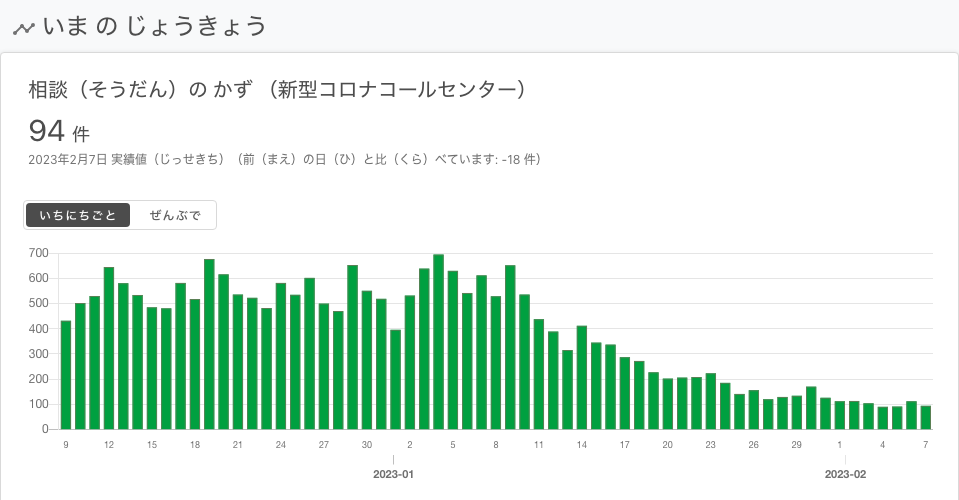 いま の じょうきょう
相談（そうだん）の かず （新型コロナコールセンター）
94 件
2023年2月7日 実績値（じっせきち）（前（まえ）の日（ひ）と比（くら）べています: -18 件）
いちにちごと ぜんぶで
700
600
500
400
300
200
100
0
9 12 15 18 21 24 27 30 2 5 8 11 14 17 20 23 26 29 1 4 7
2023-01 2023-02